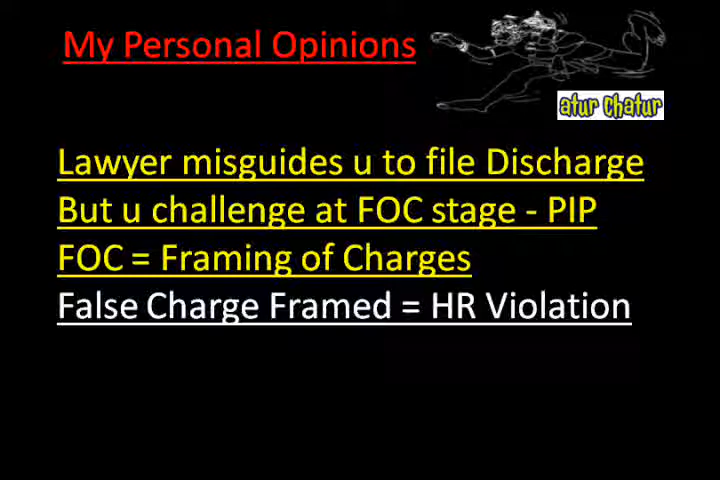 My Personal Opinions
atur chatur
Lawyer misguides u to file Discharge
But u challenge at FOC stage - PIP
FOC = Framing of Charges
False Charge Framed = HR Violation